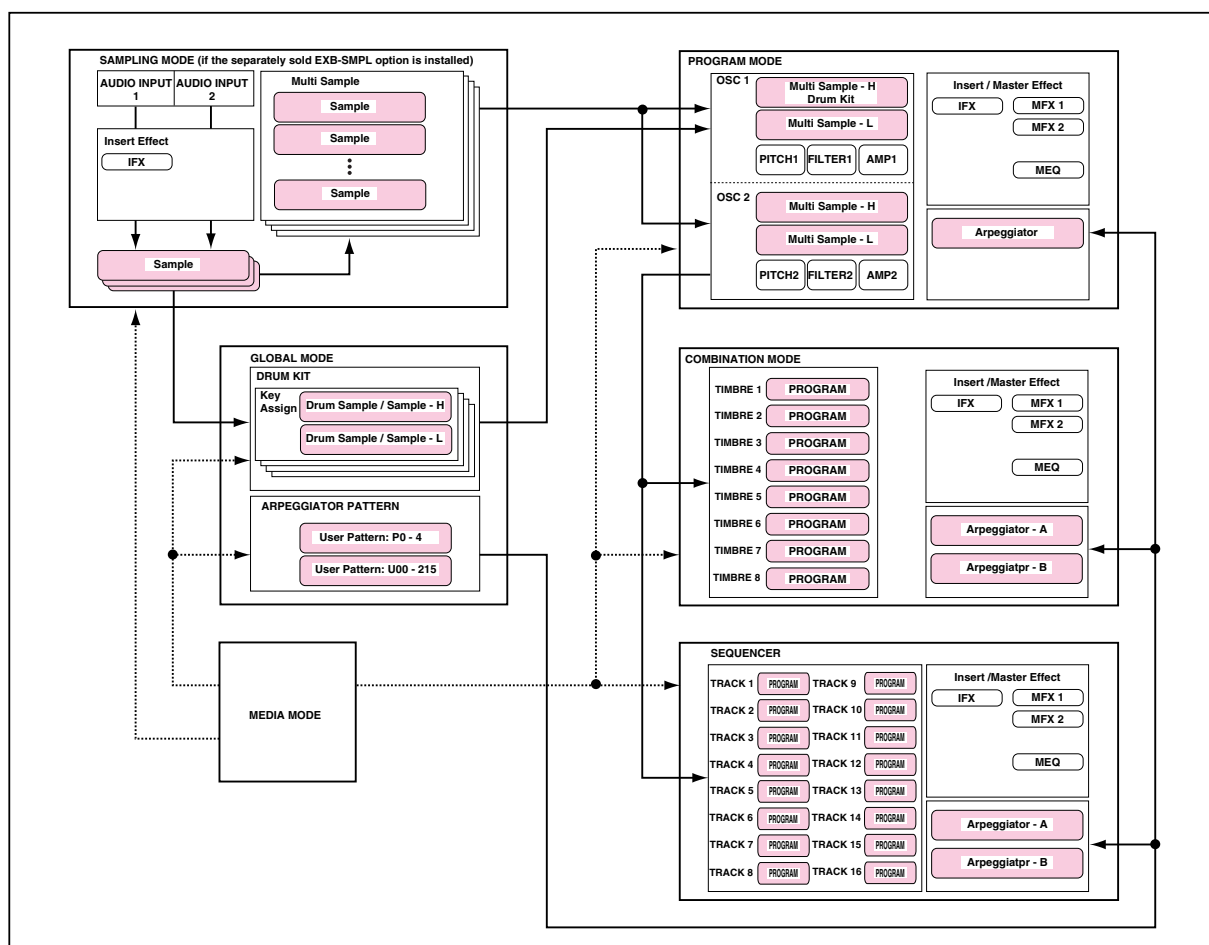 SAMPLING MODE (if the separately sold EXB-SMPL option is installed)
AUDIO INPUT
1
AUDIO INPUT
2
Insert Effect
IFX
Sample
Multi Sample
Sample
Sample
Sample
GLOBAL MODE
DRUM KIT
Key
Assign
Drum Sample / Sample - H
Drum Sample / Sample - L
ARPEGGIATOR PATTERN
User Pattern: P0 - 4
User Pattern: U00 - 215
MEDIA MODE
PROGRAM MODE
OSC 1
Multi Sample - H
Drum Kit
Multi Sample - L
PITCH1
FILTER1
AMP1
OSC 2
Multi Sample - H
Multi Sample - L
PITCH2
FILTER2
AMP2
Insert / Master Effect
IFX
MFX 1
MFX 2
MEQ
Arpeggiator
COMBINATION MODE
TIMBRE 1 PROGRAM
TIMBRE 2 PROGRAM
TIMBRE 3 PROGRAM
TIMBRE 4 PROGRAM
TIMBRE 5 PROGRAM
TIMBRE 6 PROGRAM
TIMBRE 7 PROGRAM
TIMBRE 8 PROGRAM
Insert /Master Effect
IFX
MFX 1
MFX 2
MEQ
Arpeggiator - A
Arpeggiatpr - B
SEQUENCER
TRACK 1 PROGRAM TRACK 9 PROGRAM
TRACK 2 PROGRAM TRACK 10 PROGRAM
TRACK 3 PROGRAM TRACK 11 PROGRAM
TRACK 4 PROGRAM TRACK 12 PROGRAM
TRACK 5 PROGRAM TRACK 13 PROGRAM
TRACK 6 PROGRAM TRACK 14 PROGRAM
TRACK 7 PROGRAM TRACK 15 PROGRAM
TRACK 8 PROGRAM TRACK 16 PROGRAM
Insert /Master Effect
IFX
MFX 1
MFX 2
MEQ
Arpeggiator - A
Arpeggiatpr - B